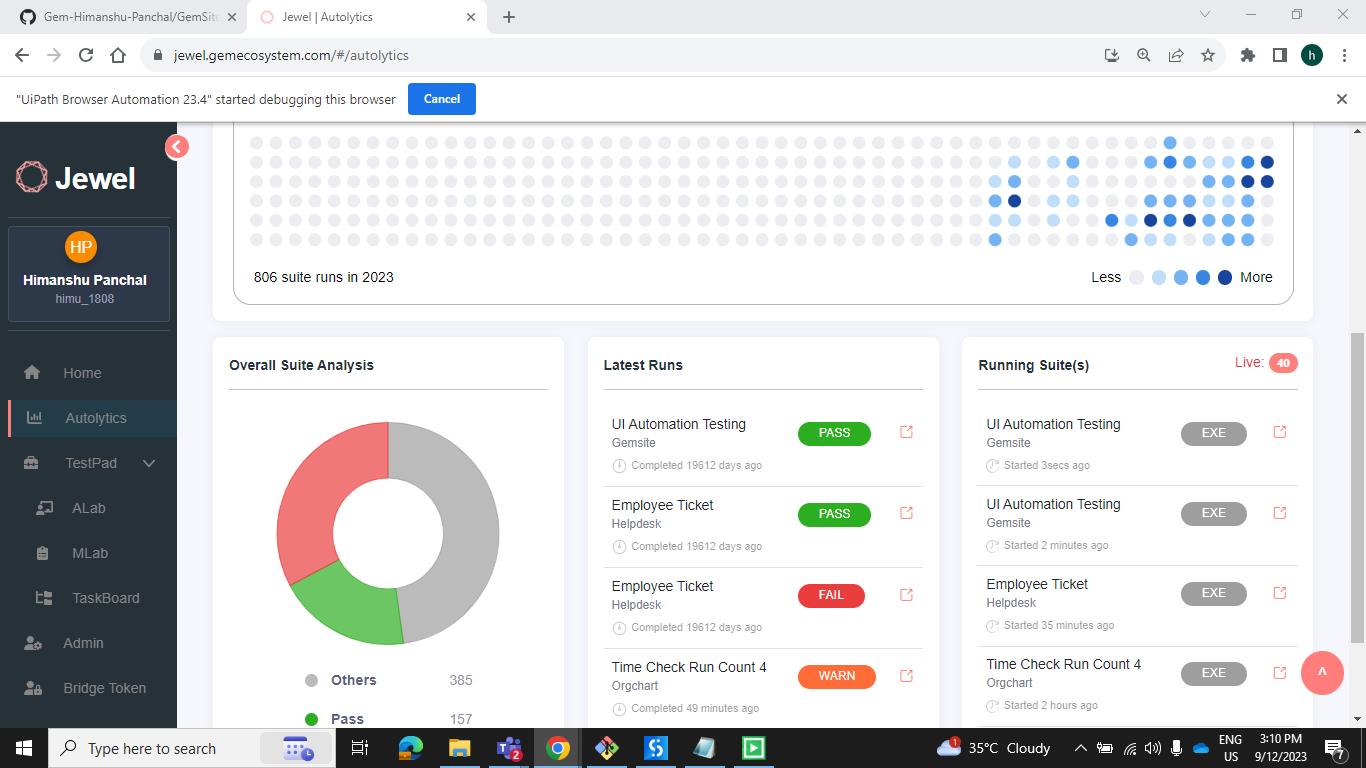 Gem-Himanshu-Panchal/GemSite
Jewel | Autolytics
jewel.gemecosystem.com/#/autolytics
h
"UiPath Browser Automation 23.4" started debugging this browser
Cancel
Jewel
HP
Himanshu Panchal
himu_1808
Home
Autolytics
TestPad
ALab
MLab
TaskBoard
Admin
Bridge Token
806 suite runs in 2023
Less
More
Overall Suite Analysis
Others 385
Pass 157
Latest Runs
UI Automation Testing
Gemsite
Completed 19612 days ago
PASS
Employee Ticket
Helpdesk
Completed 19612 days ago
PASS
Employee Ticket
Helpdesk
Completed 19612 days ago
FAIL
Time Check Run Count 4
Orgchart
Completed 49 minutes ago
WARN
Running Suite(s)
Live: 40
UI Automation Testing
Gemsite
Started 3secs ago
EXE
UI Automation Testing
Gemsite
Started 2 minutes ago
EXE
Employee Ticket
Helpdesk
Started 35 minutes ago
EXE
Time Check Run Count 4
Orgchart
Started 2 hours ago
EXE
Type here to search
2
1
35°C Cloudy
ENG
US
3:10 PM
9/12/2023
7